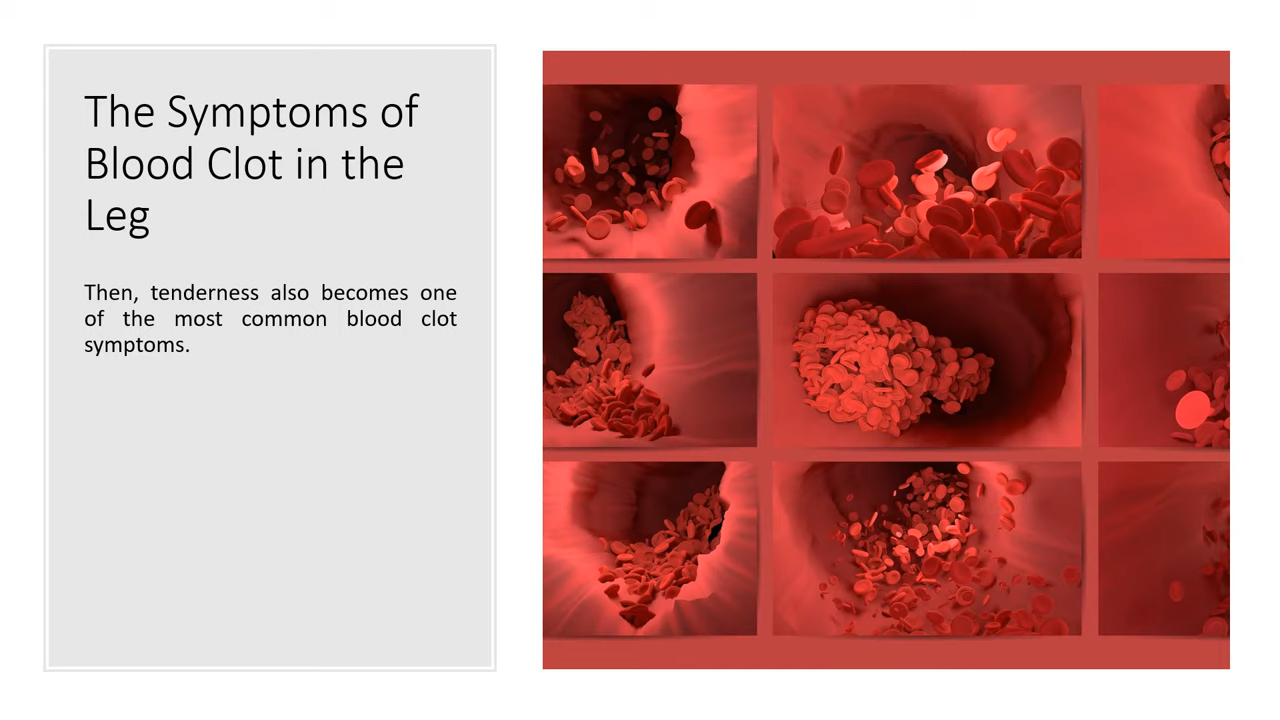 The Symptoms of
Blood Clot in the
Leg
Then, tenderness also becomes one
of the most common blood clot
symptoms.